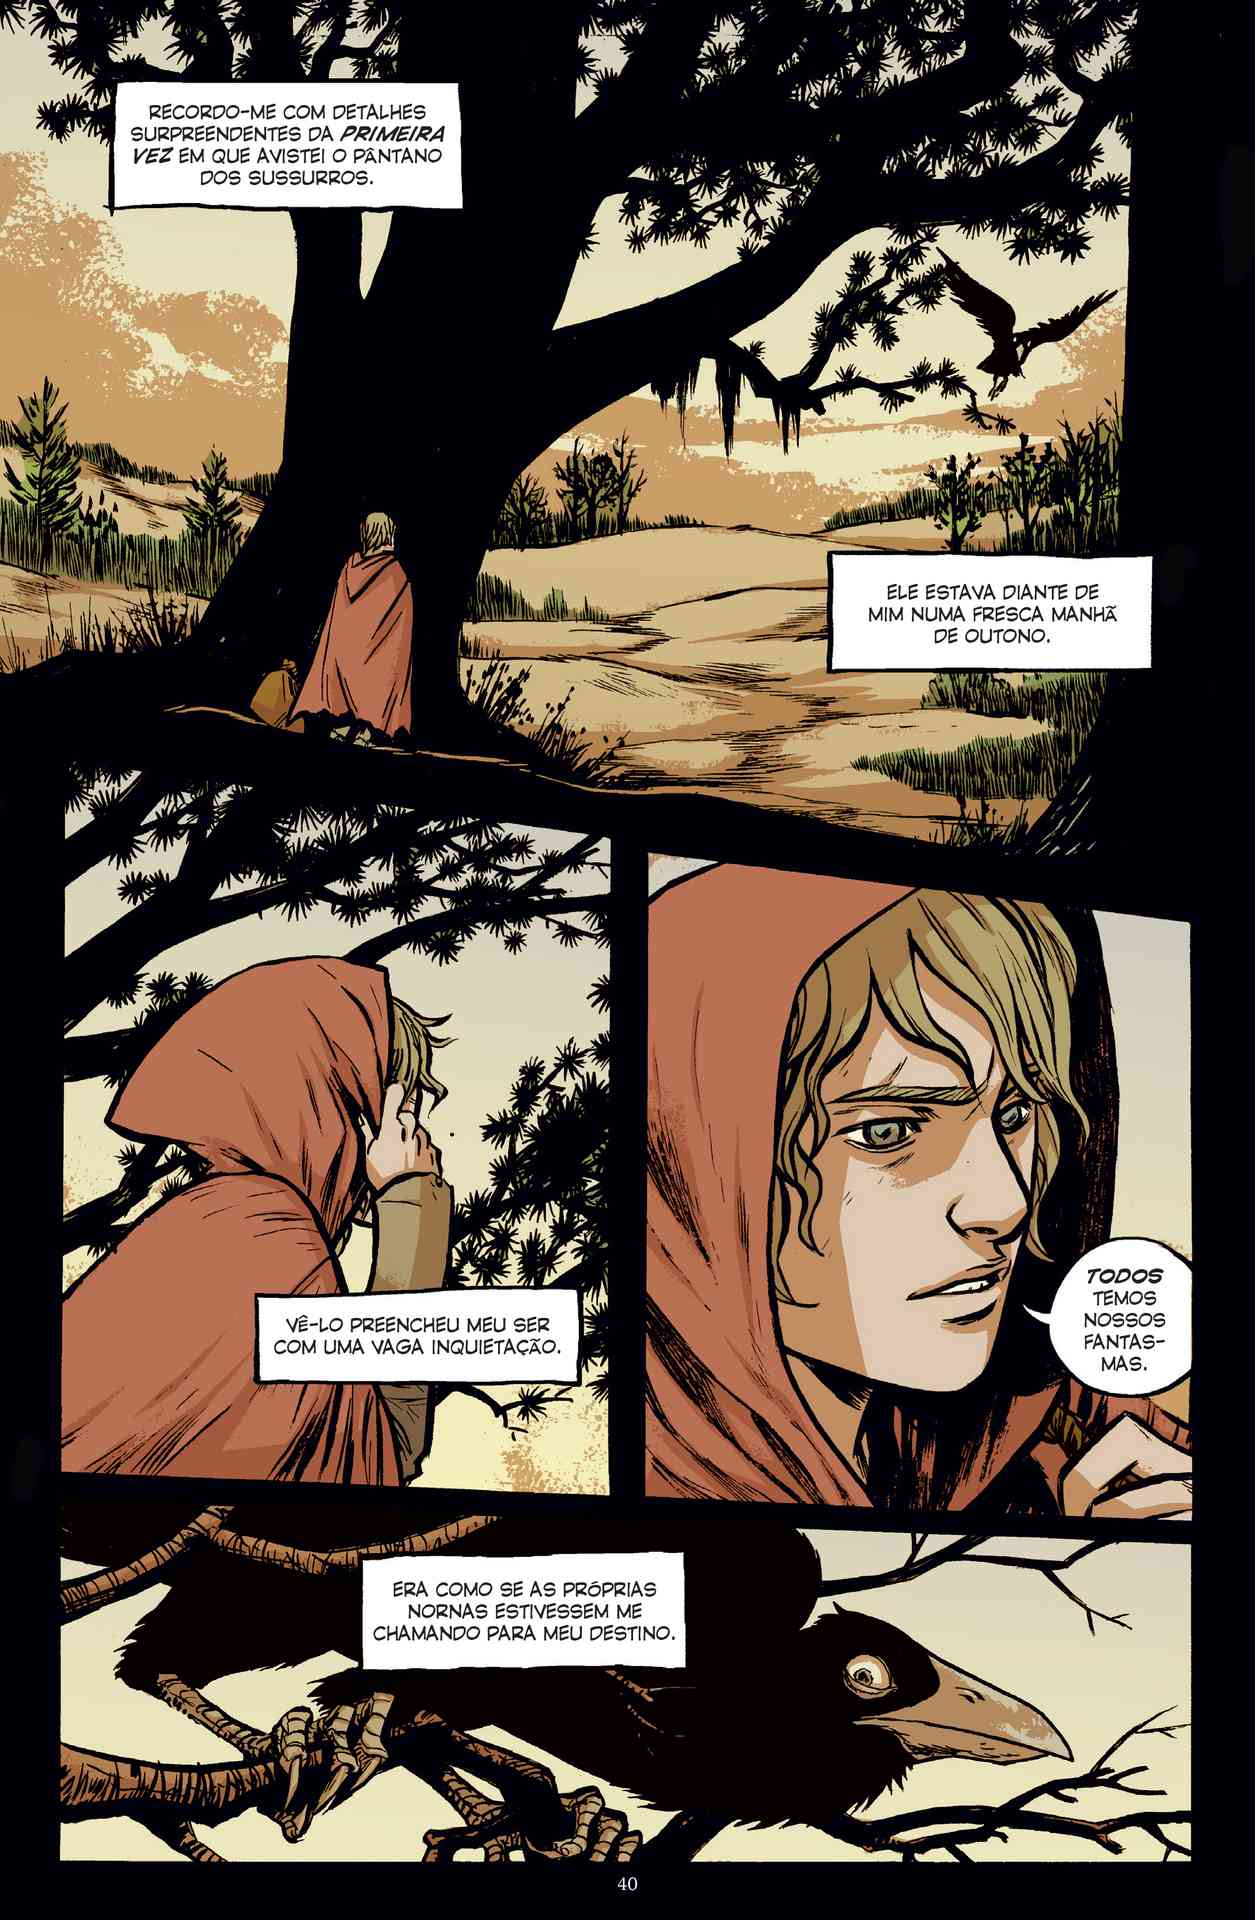 RECORDO-ME COM DETALHES
SURPREENDENTES DA PRIMEIRA
VEZ EM QUE AVISTEI O PÂNTANO
DOS SUSSURROS.
ELE ESTAVA DIANTE DE
MIM NUMA FRESCA MANHÃ
DE OUTONO.
VÊ-LO PREENCHEU MEU SER
COM UMA VAGA INQUIETAÇÃO.
TODOS
TEMOS
NOSSOS
FANTAS-
MAS.
ERA COMO SE AS PRÓPRIAS
NORNAS ESTIVESSEM ME
CHAMANDO PARA MEU DESTINO.
40